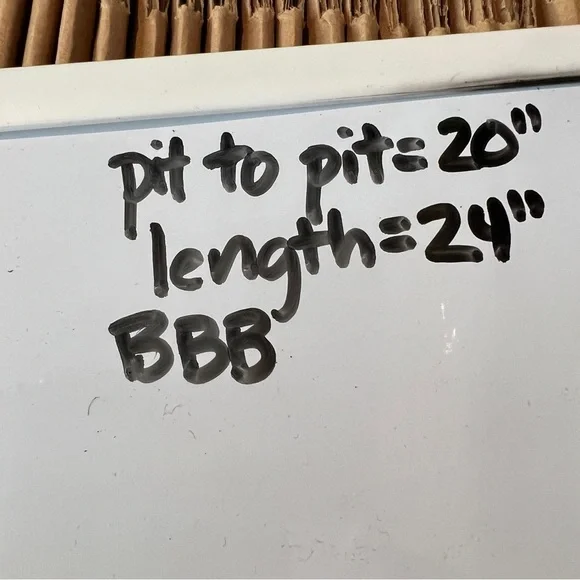 pit to pit=20"
length=24"
BBB